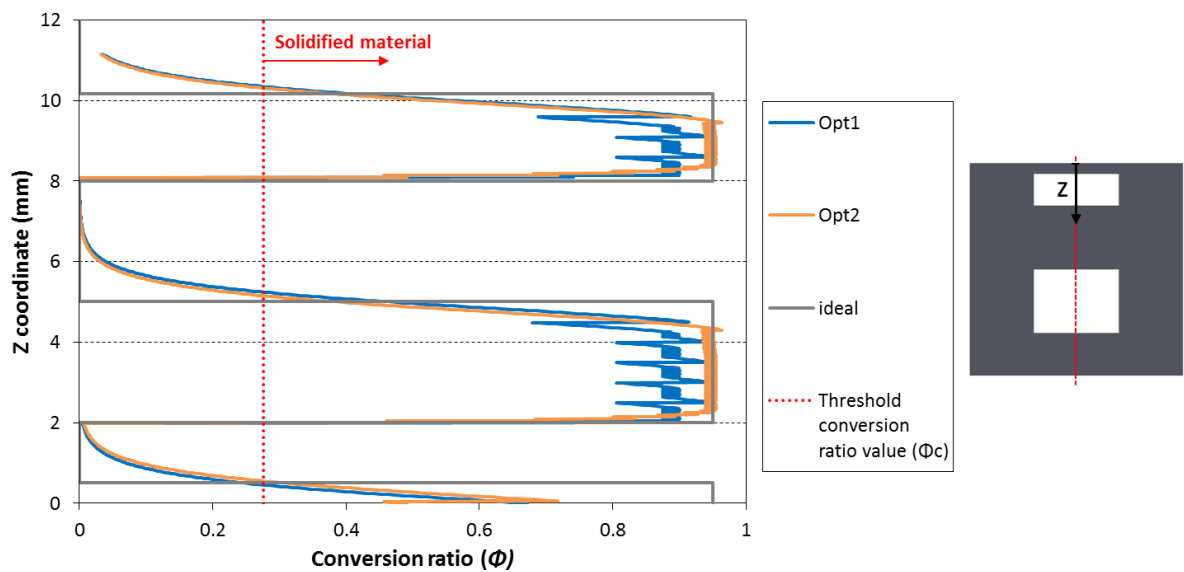 12
10
8
6
4
2
0
Z coordinate (mm)
Solidified material
0
0.2
0.4
0.6
0.8
1
Conversion ratio (Φ)
Opt1
Opt2
ideal
Threshold
conversion
ratio value (Φc)
Z